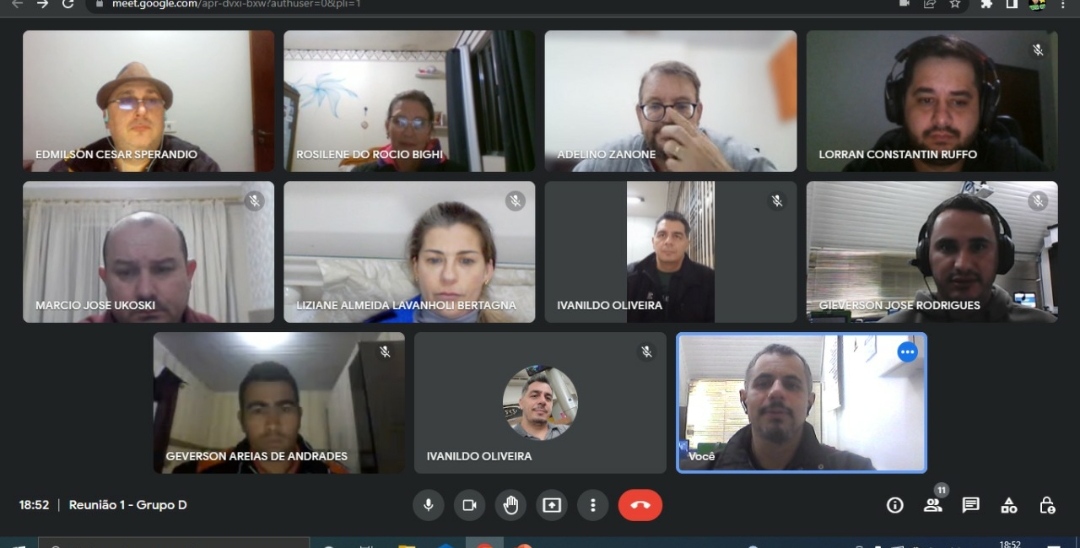 meet.google.com/apr-dvxi-bxw?authuser=0&pli=1
EDMILSON CESAR SPERANDIO
ROSILENE DO ROCIO BIGHI
ADELINO ZANONE
LORRAN CONSTANTIN RUFFO
MARCIO JOSE UKOSKI
LIZIANE ALMEIDA LAVANHOLI BERTAGNA
IVANILDO OLIVEIRA
GIEVERSON JOSE RODRIGUES
GEVERSON AREIAS DE ANDRADES
IVANILDO OLIVEIRA
Você
18:52 | Reunião 1 - Grupo D
11
18:52